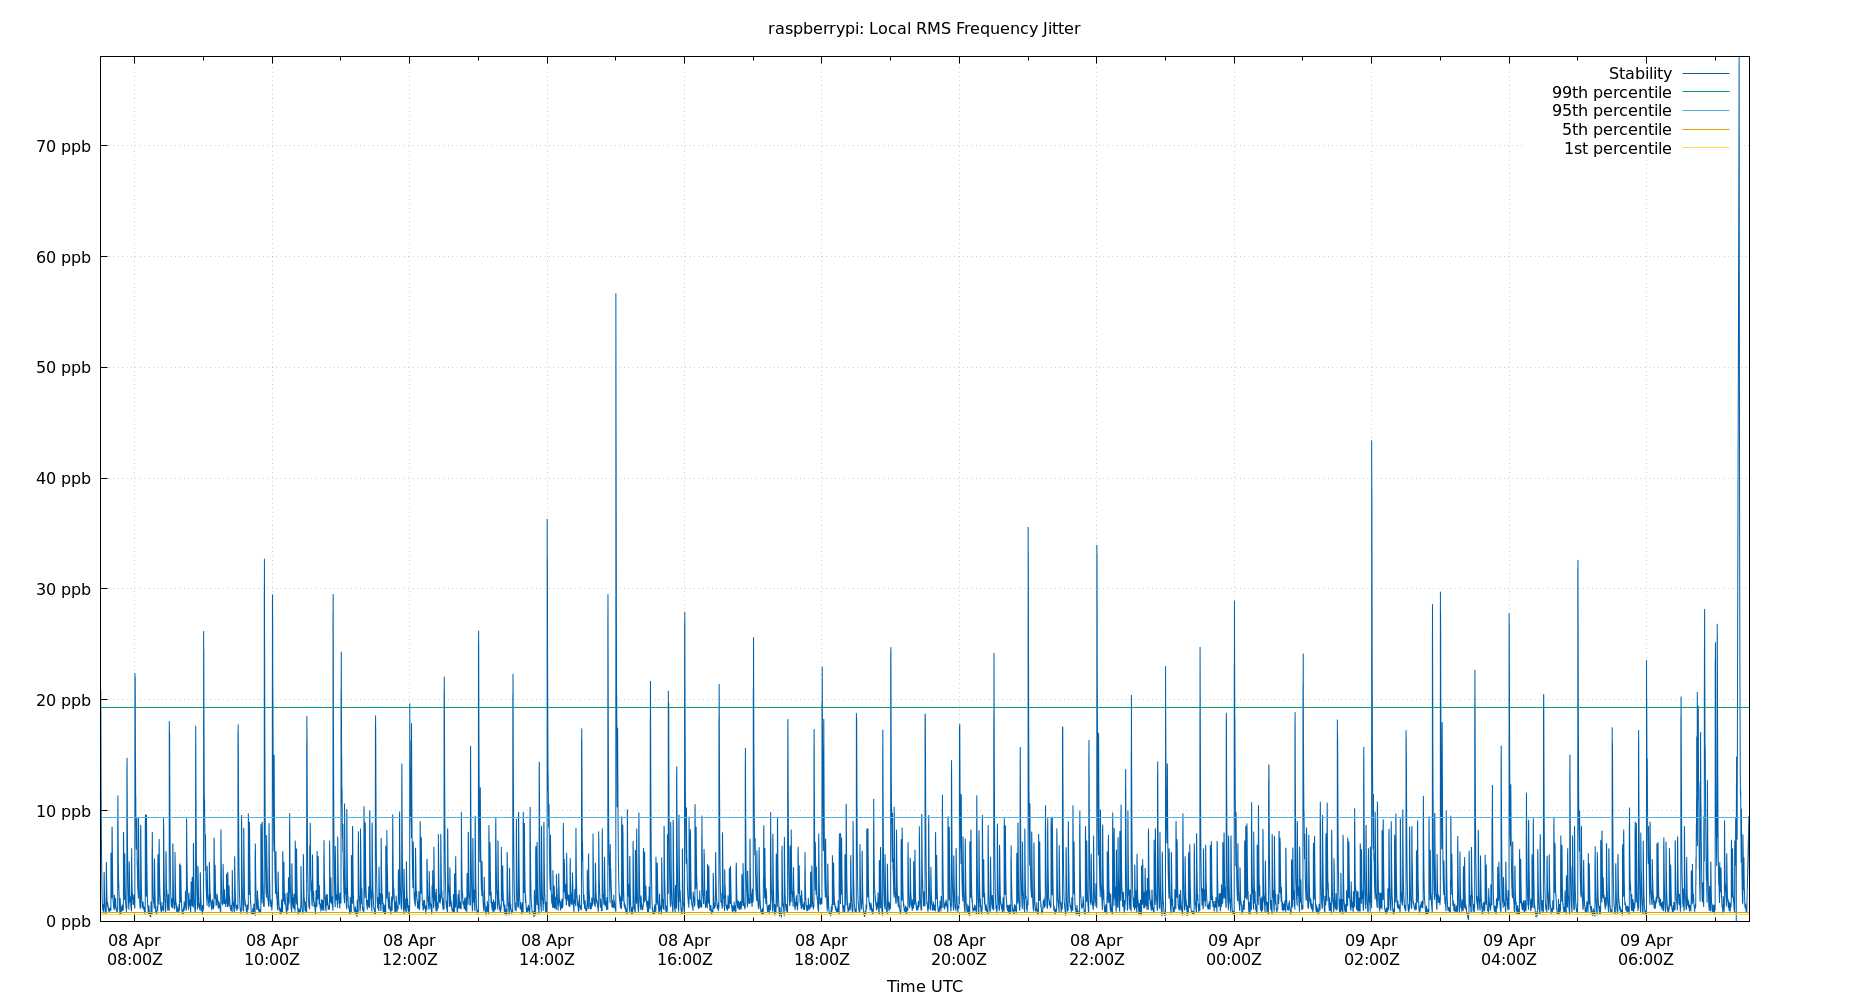 raspberrypi: Local RMS Frequency Jitter
Stability
99th percentile
95th percentile
5th percentile
1st percentile
70 ppb
60 ppb
50 ppb
40 ppb
30 ppb
20 ppb
10 ppb
0 ppb
08 Apr 08 Apr 08 Apr 08 Apr 08 Apr 08 Apr 08 Apr 08 Apr 09 Apr 09 Apr 09 Apr 09 Apr
08:00Z 10:00Z 12:00Z 14:00Z 16:00Z 18:00Z 20:00Z 22:00Z 00:00Z 02:00Z 04:00Z 06:00Z
Time UTC